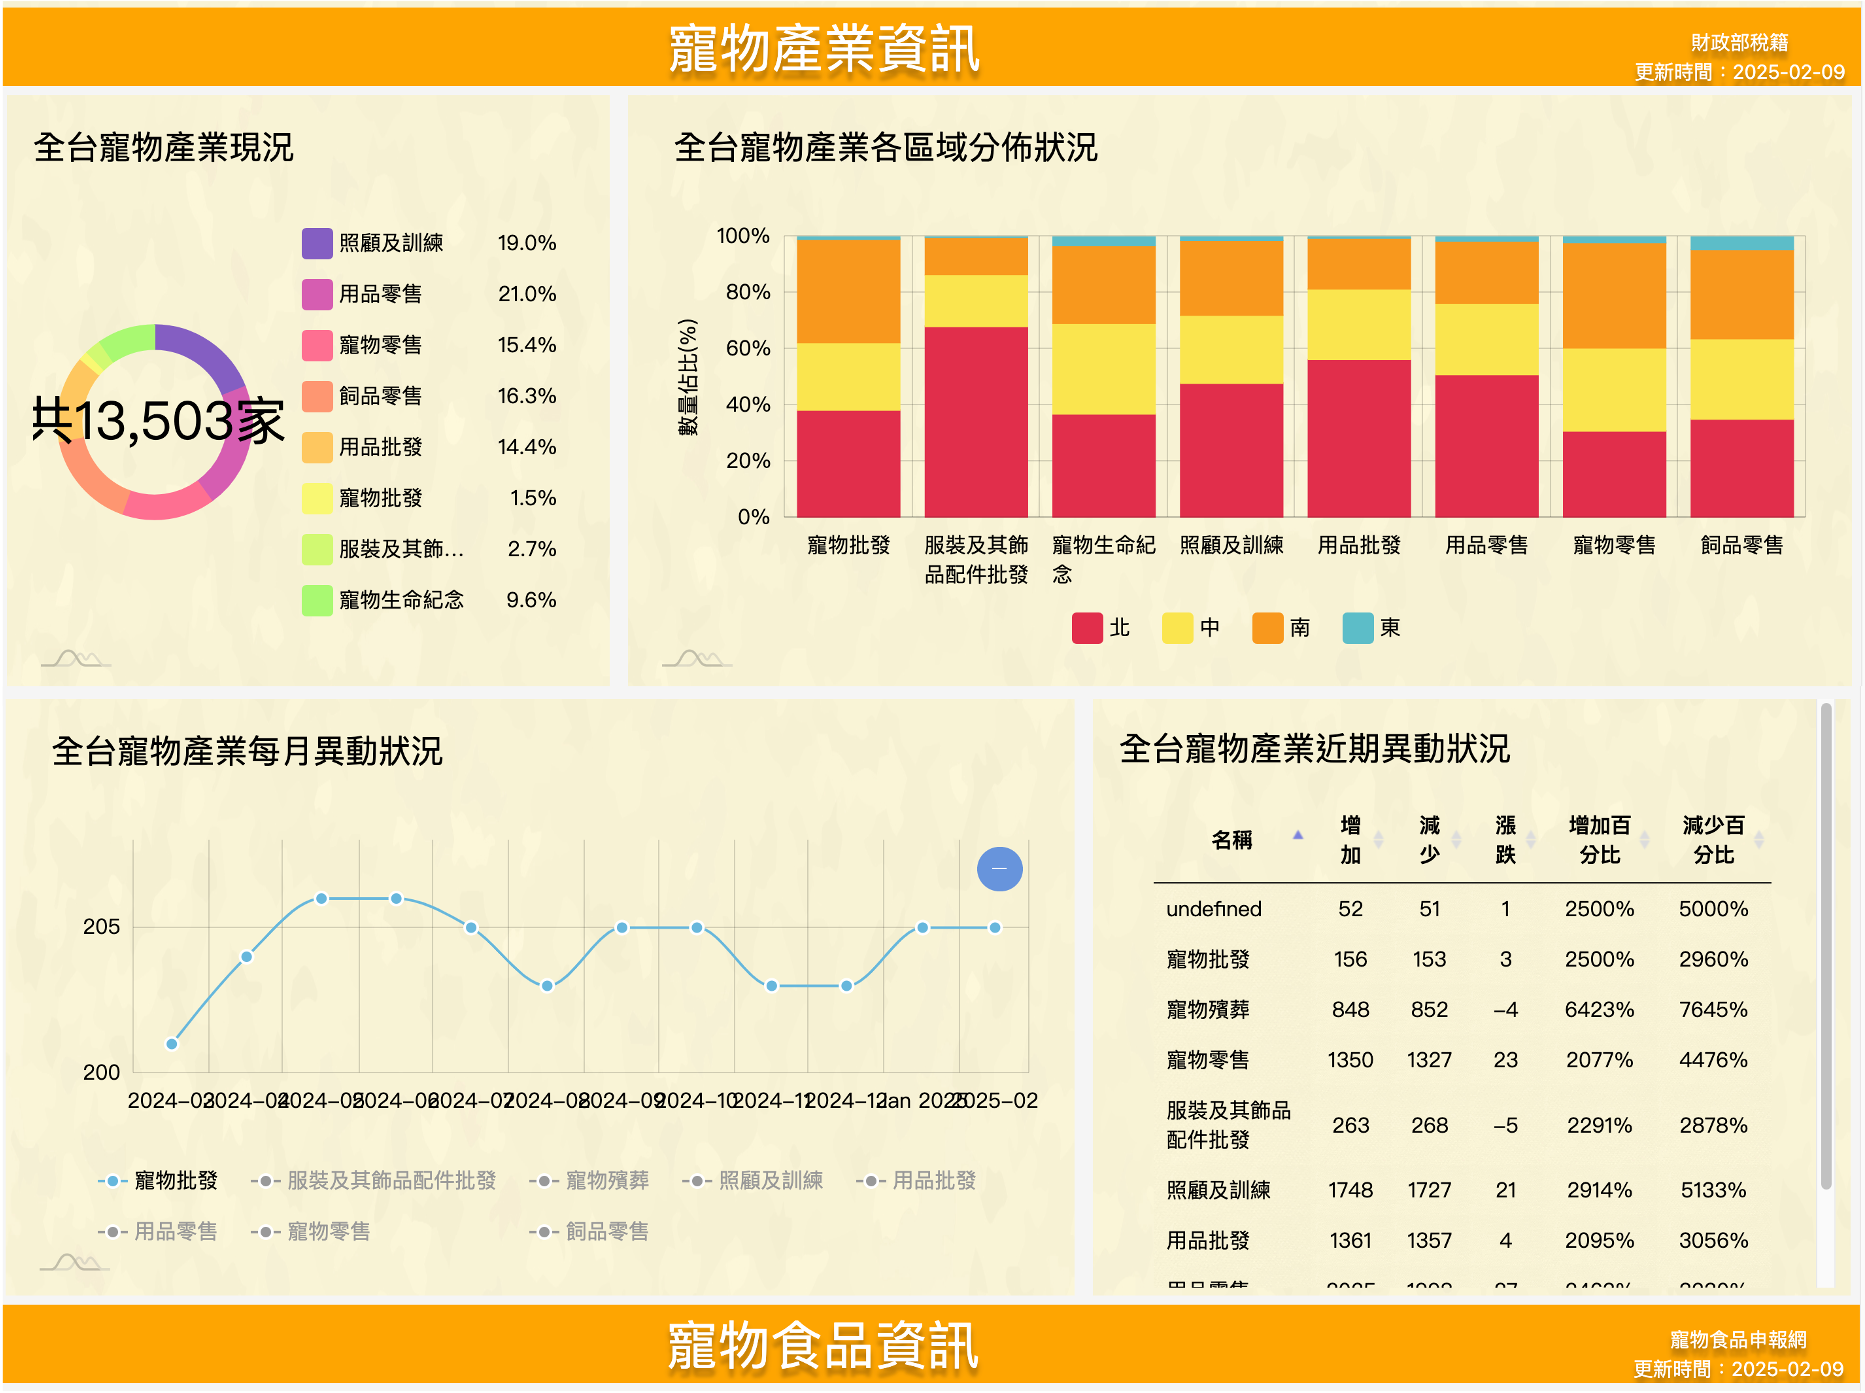 寵物產業資訊
財政部稅籍
更新時間：2025-02-09
全台寵物產業現況
照顧及訓練 19.0%
用品零售 21.0%
寵物零售 15.4%
飼品零售 16.3%
用品批發 14.4%
寵物批發 1.5%
服裝及其飾... 2.7%
寵物生命紀念 9.6%
共13,503家
全台寵物產業各區域分佈狀況
數量佔比(%)
100%
80%
60%
40%
20%
0%
寵物批發
服裝及其飾
品配件批發
寵物生命紀
念
照顧及訓練
用品批發
用品零售
寵物零售
飼品零售
北 中 南 東
全台寵物產業每月異動狀況
205
200
2024-03 2024-04 2024-05 2024-06 2024-07 2024-08 2024-09 2024-10 2024-11 2024-12 Jan 2025 2025-02
寵物批發 服裝及其飾品配件批發 寵物殯葬 照顧及訓練 用品批發
用品零售 寵物零售 飼品零售
全台寵物產業近期異動狀況
名稱 增加 減少 漲跌 增加百分比 減少百分比
undefined 52 51 1 2500% 5000%
寵物批發 156 153 3 2500% 2960%
寵物殯葬 848 852 -4 6423% 7645%
寵物零售 1350 1327 23 2077% 4476%
服裝及其飾品
配件批發 263 268 -5 2291% 2878%
照顧及訓練 1748 1727 21 2914% 5133%
用品批發 1361 1357 4 2095% 3056%
用品零售
寵物食品資訊
寵物食品申報網
更新時間：2025-02-09